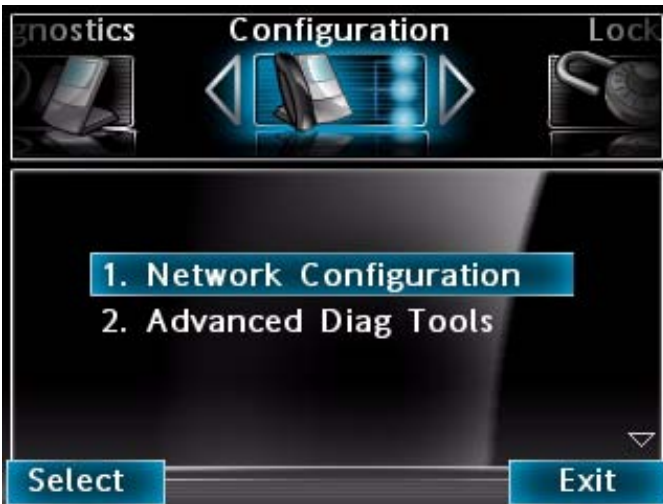 gnostics Configuration Lock
1. Network Configuration
2. Advanced Diag Tools
Select Exit